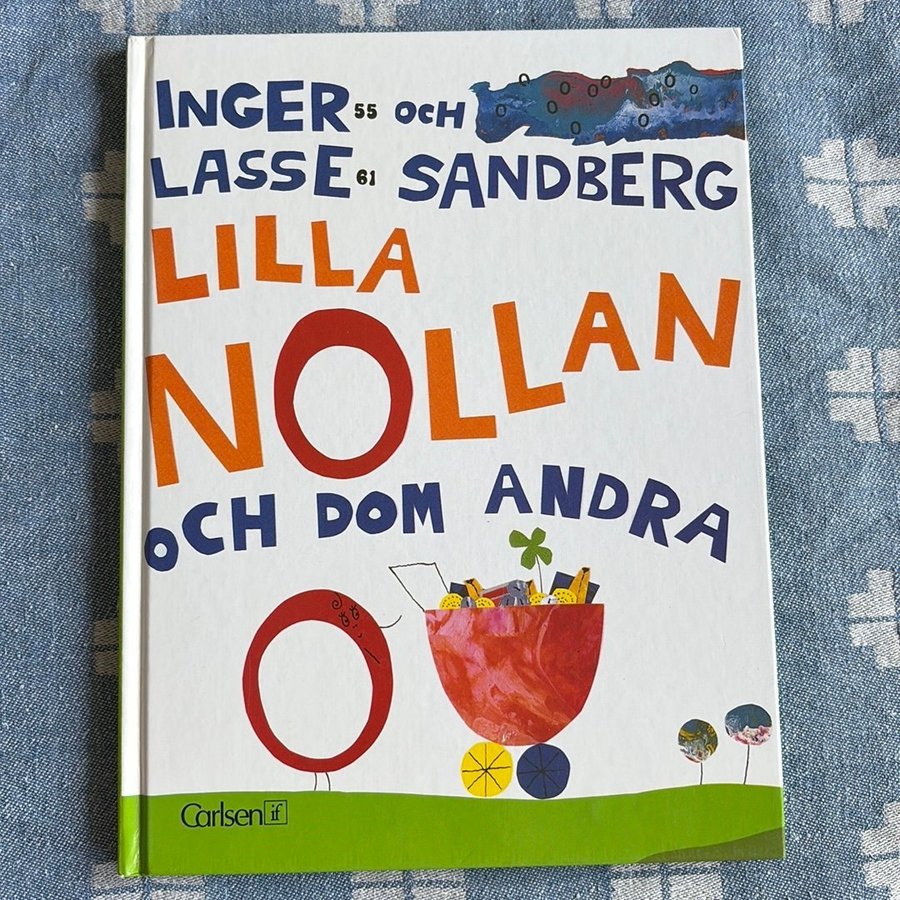 INGER 55 OCH
LASSE 61 SANDBERG
LILLA
NOLLAN
OCH DOM ANDRA
Carlsen if